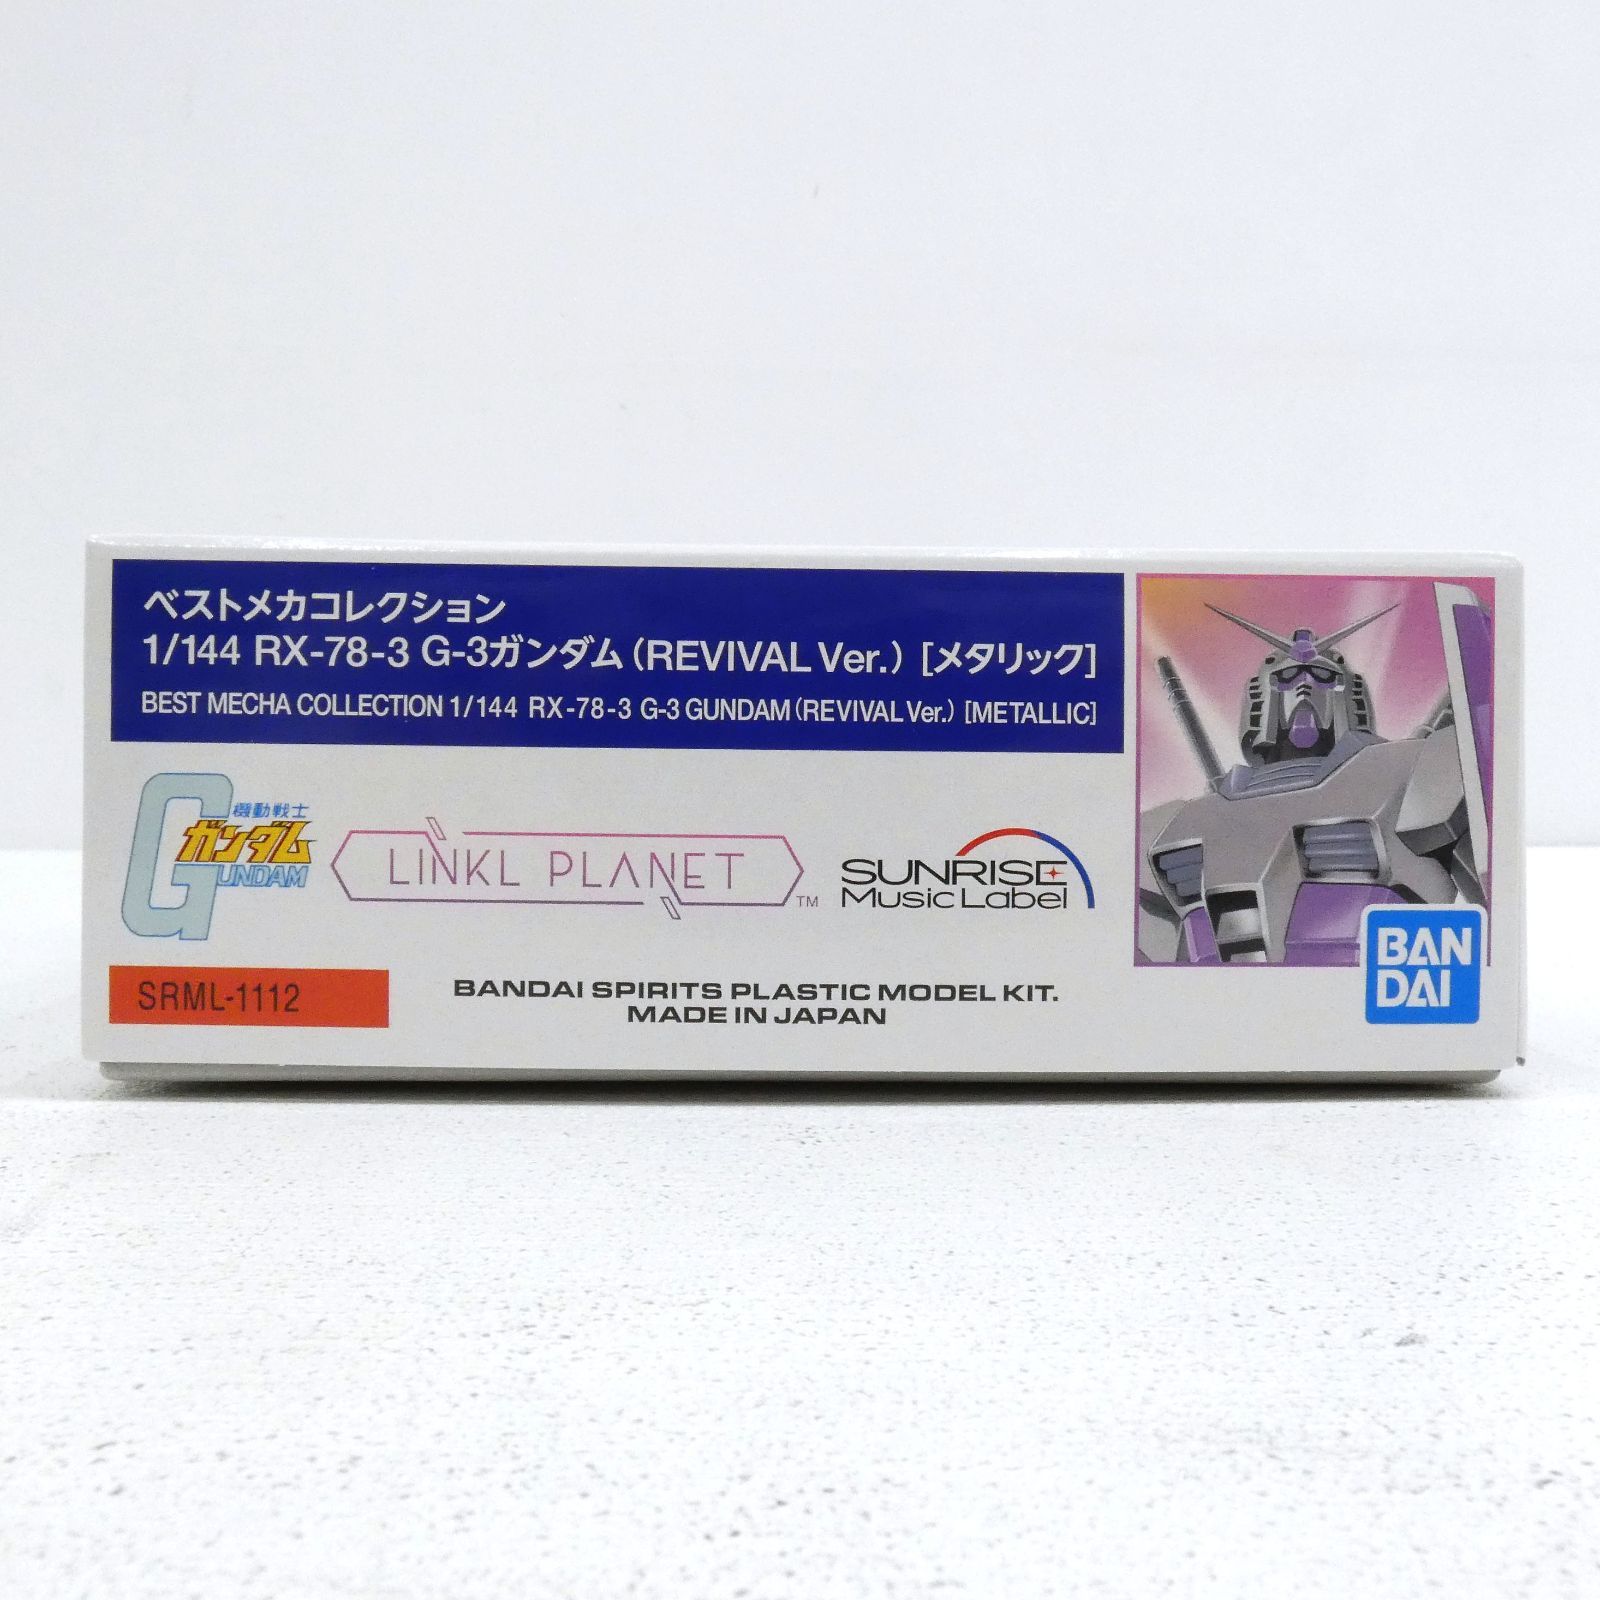 ベストメカコレクション
1/144 RX-78-3 G-3ガンダム（REVIVAL Ver.）[メタリック]
BEST MECHA COLLECTION 1/144 RX-78-3 G-3 GUNDAM（REVIVAL Ver.）[METALLIC]
機動戦士
ガンダム
GUNDAM
LINKL PLANET™
SUNRISE
Music Label
SRML-1112
BANDAI SPIRITS PLASTIC MODEL KIT.
MADE IN JAPAN
BAN
DAI